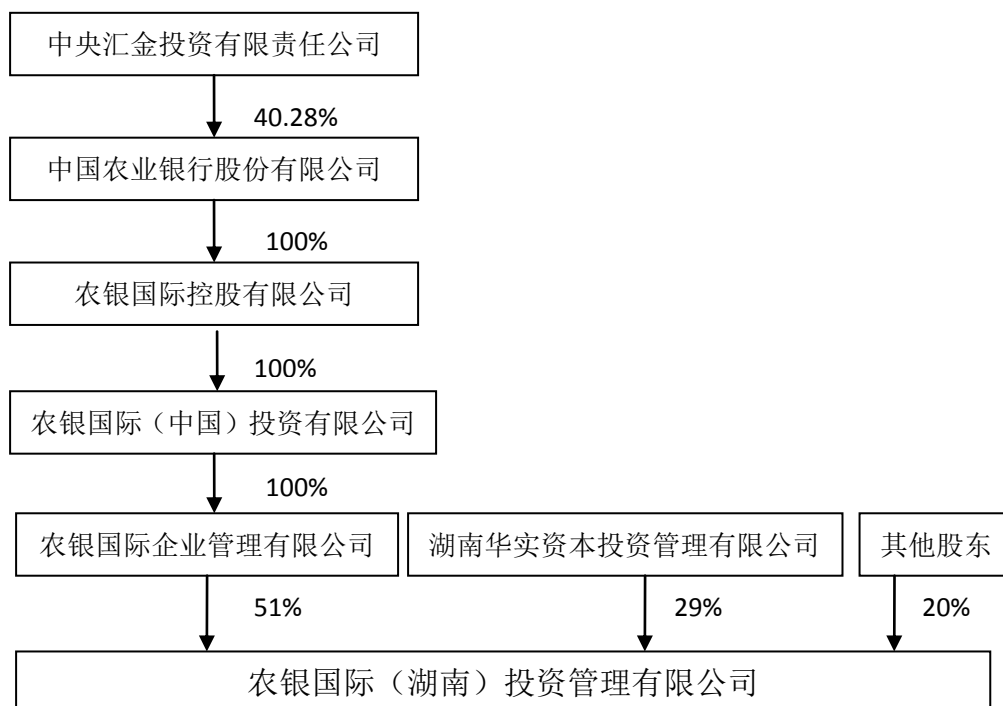 中央汇金投资有限责任公司
40.28%
中国农业银行股份有限公司
100%
农银国际控股有限公司
100%
农银国际（中国）投资有限公司
100%
农银国际企业管理有限公司 湖南华实资本投资管理有限公司 其他股东
51% 29% 20%
农银国际（湖南）投资管理有限公司